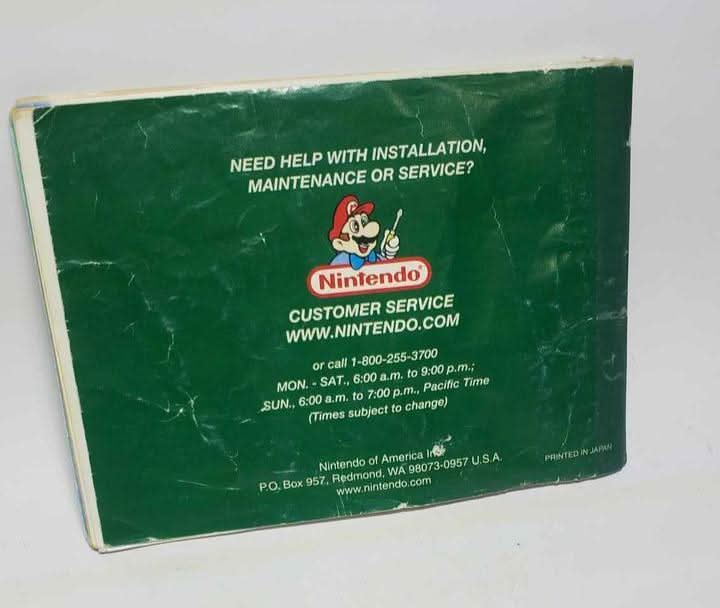 NEED HELP WITH INSTALLATION,
MAINTENANCE OR SERVICE?
Nintendo®
CUSTOMER SERVICE
WWW.NINTENDO.COM
or call 1-800-255-3700
MON. - SAT., 6:00 a.m. to 9:00 p.m.;
SUN., 6:00 a.m. to 7:00 p.m., Pacific Time
(Times subject to change)
Nintendo of America
P.O. Box 957, Redmond, WA 98073-0957 U.S.A.
www.nintendo.com
PRINTED IN JAPAN